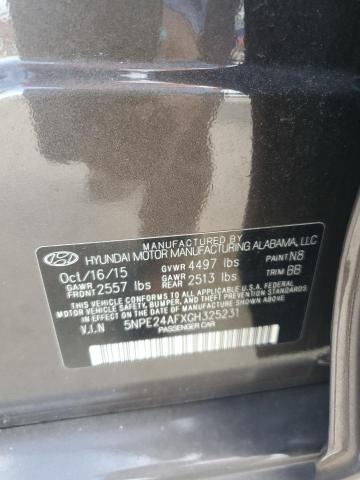 MANUFACTURED BY
HYUNDAI MOTOR MANUFACTURING ALABAMA, LLC
Oct/16/15 GVWR 4497 lbs PAINT N8
GAWR FRONT 2557 lbs GAWR REAR 2513 lbs TRIM BB
THIS VEHICLE CONFORMS TO ALL APPLICABLE FEDERAL
MOTOR VEHICLE SAFETY, BUMPER, AND THEFT PREVENTION
STANDARDS IN EFFECT ON THE DATE OF MANUFACTURE SHOWN ABOVE.
V.I.N 5NPE24AFXGH325231
PASSENGER CAR